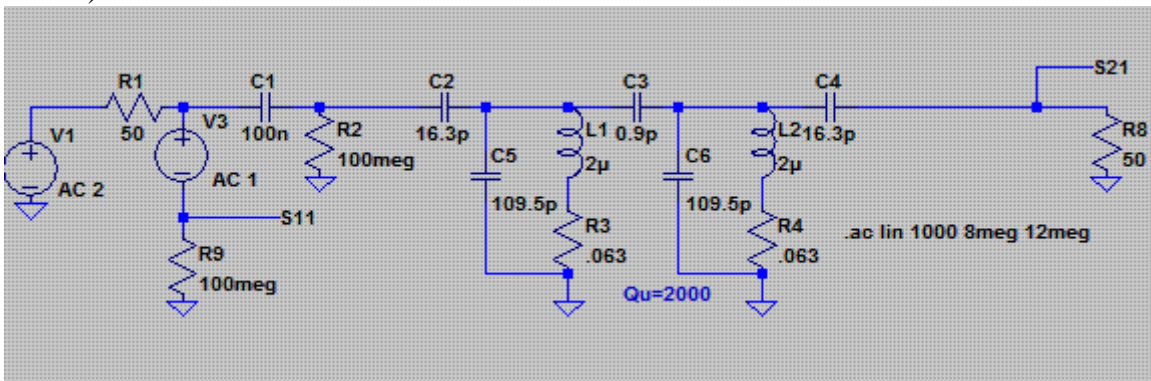 R1
50
V1
AC 2
V3
AC 1
S11
R9
100meg
C1
100n
R2
100meg
C2
16.3p
C5
109.5p
L1
2µ
R3
.063
C3
0.9p
C6
109.5p
L2
2µ
R4
.063
Qu=2000
C4
16.3p
S21
R8
50
.ac lin 1000 8meg 12meg